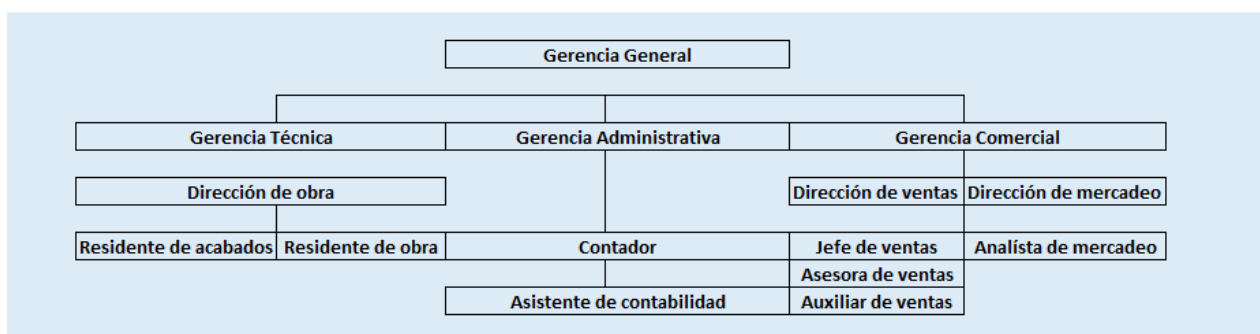 Gerencia General
Gerencia Técnica Gerencia Administrativa Gerencia Comercial
Dirección de obra Dirección de ventas Dirección de mercadeo
Residente de acabados Residente de obra Contador Jefe de ventas Analísta de mercadeo
Asesora de ventas
Asistente de contabilidad Auxiliar de ventas